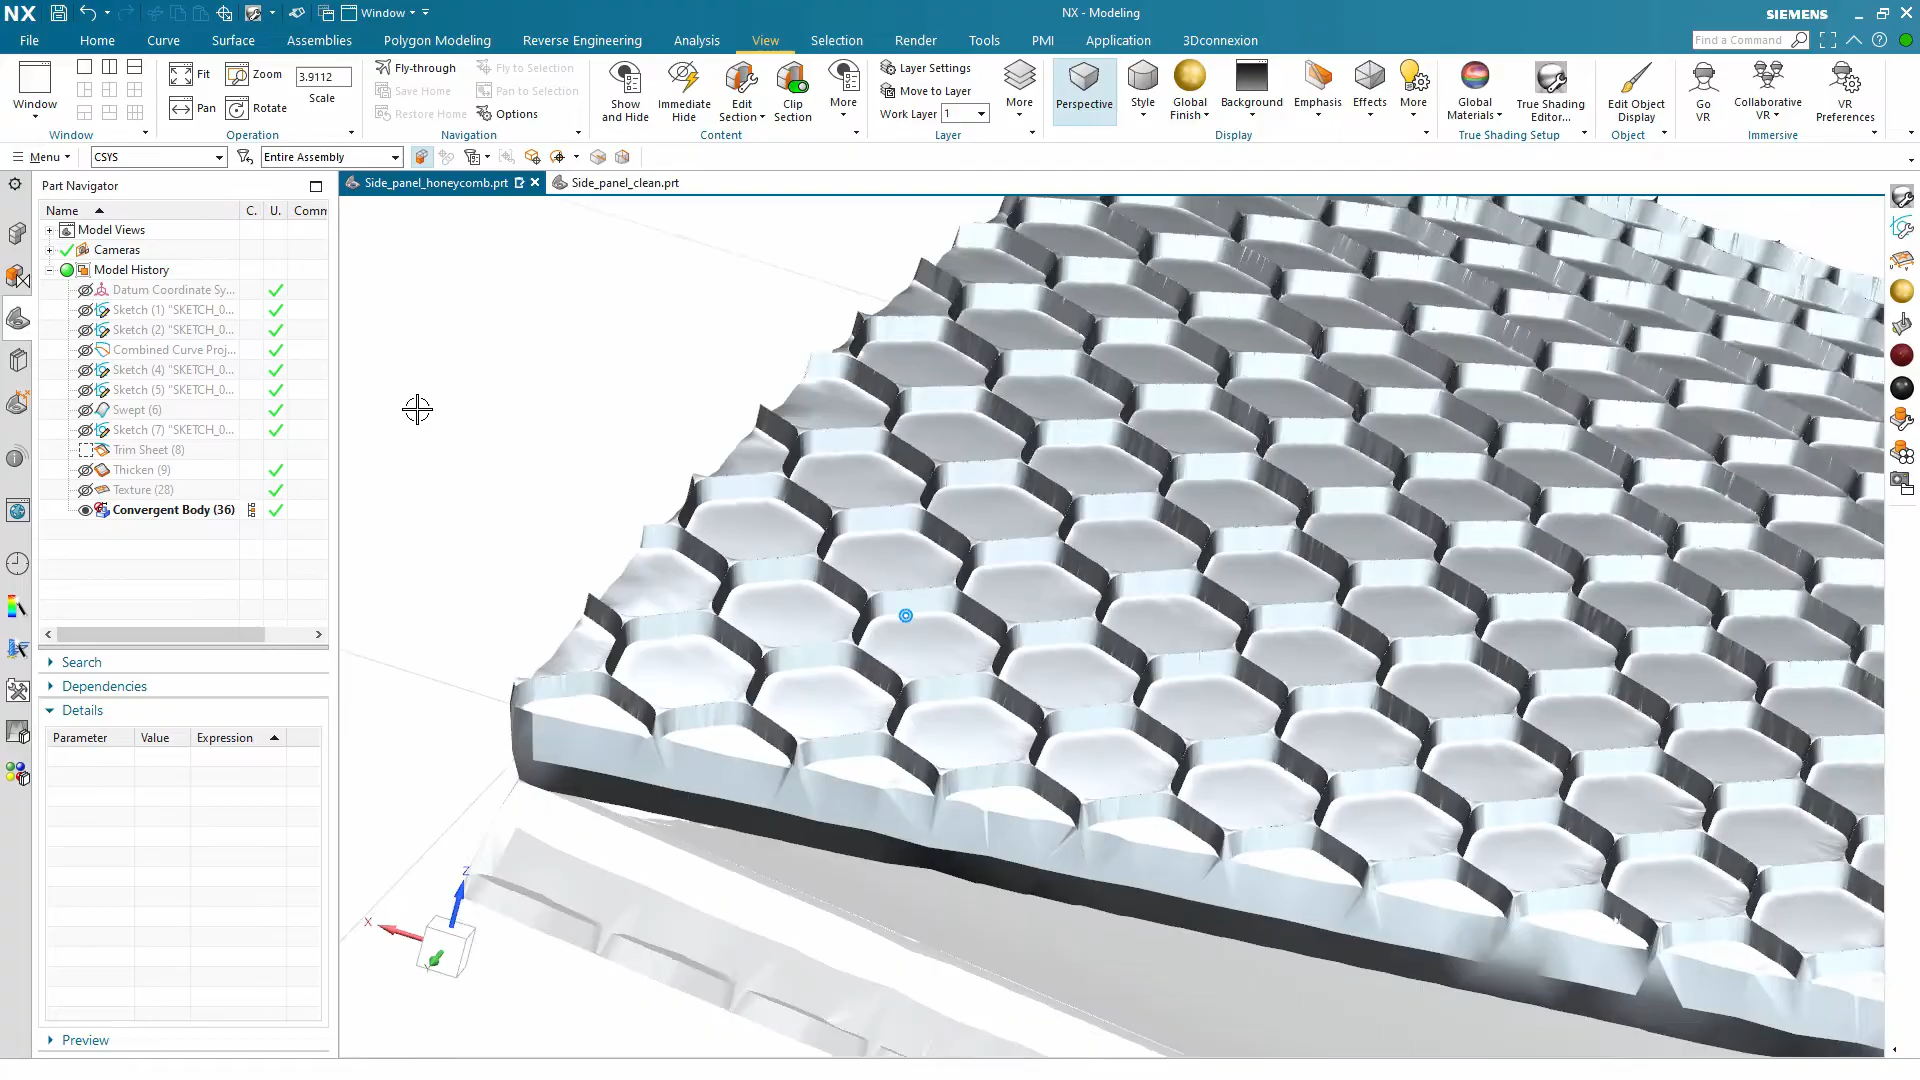 NX
Window
NX - Modeling
SIEMENS
File
Home
Curve
Surface
Assemblies
Polygon Modeling
Reverse Engineering
Analysis
View
Selection
Render
Tools
PMI
Application
3Dconnexion
Find a Command
Window
Window
Fit
Zoom
3.9112
Scale
Pan
Rotate
Operation
Fly-through
Fly to Selection
Save Home
Pan to Selection
Restore Home
Options
Navigation
Show and Hide
Immediate Hide
Edit Section
Clip Section
More
Content
Layer Settings
Move to Layer
Work Layer 1
More
Layer
Perspective
Style
Global Finish
Background
Emphasis
Effects
More
Display
Global Materials
True Shading Editor...
True Shading Setup
Edit Object Display
Object
Go VR
Collaborative VR
VR Preferences
Immersive
Menu
CSYS
Entire Assembly
Part Navigator
Side_panel_honeycomb.prt
Side_panel_clean.prt
Name C. U. Comm
Model Views
Cameras
Model History
Datum Coordinate Sy...
Sketch (1) "SKETCH_0...
Sketch (2) "SKETCH_0...
Combined Curve Proj...
Sketch (4) "SKETCH_0...
Sketch (5) "SKETCH_0...
Swept (6)
Sketch (7) "SKETCH_0...
Trim Sheet (8)
Thicken (9)
Texture (28)
Convergent Body (36)
Search
Dependencies
Details
Parameter Value Expression
Preview
Z
X
Y